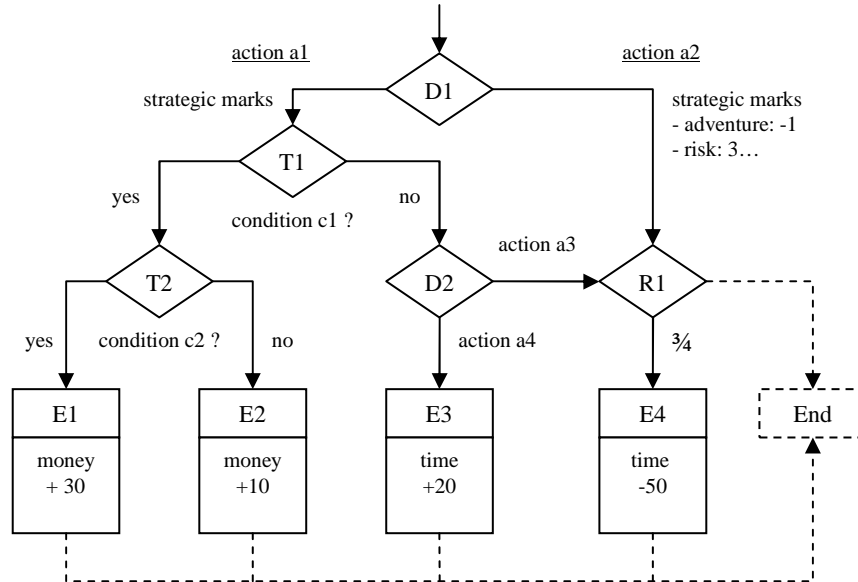 action a1
action a2
D1
strategic marks
strategic marks
- adventure: -1
- risk: 3…
T1
yes
no
condition c1 ?
action a3
T2
D2
R1
yes
condition c2 ?
no
action a4
¾
E1
E2
E3
E4
End
money
+ 30
money
+10
time
+20
time
-50